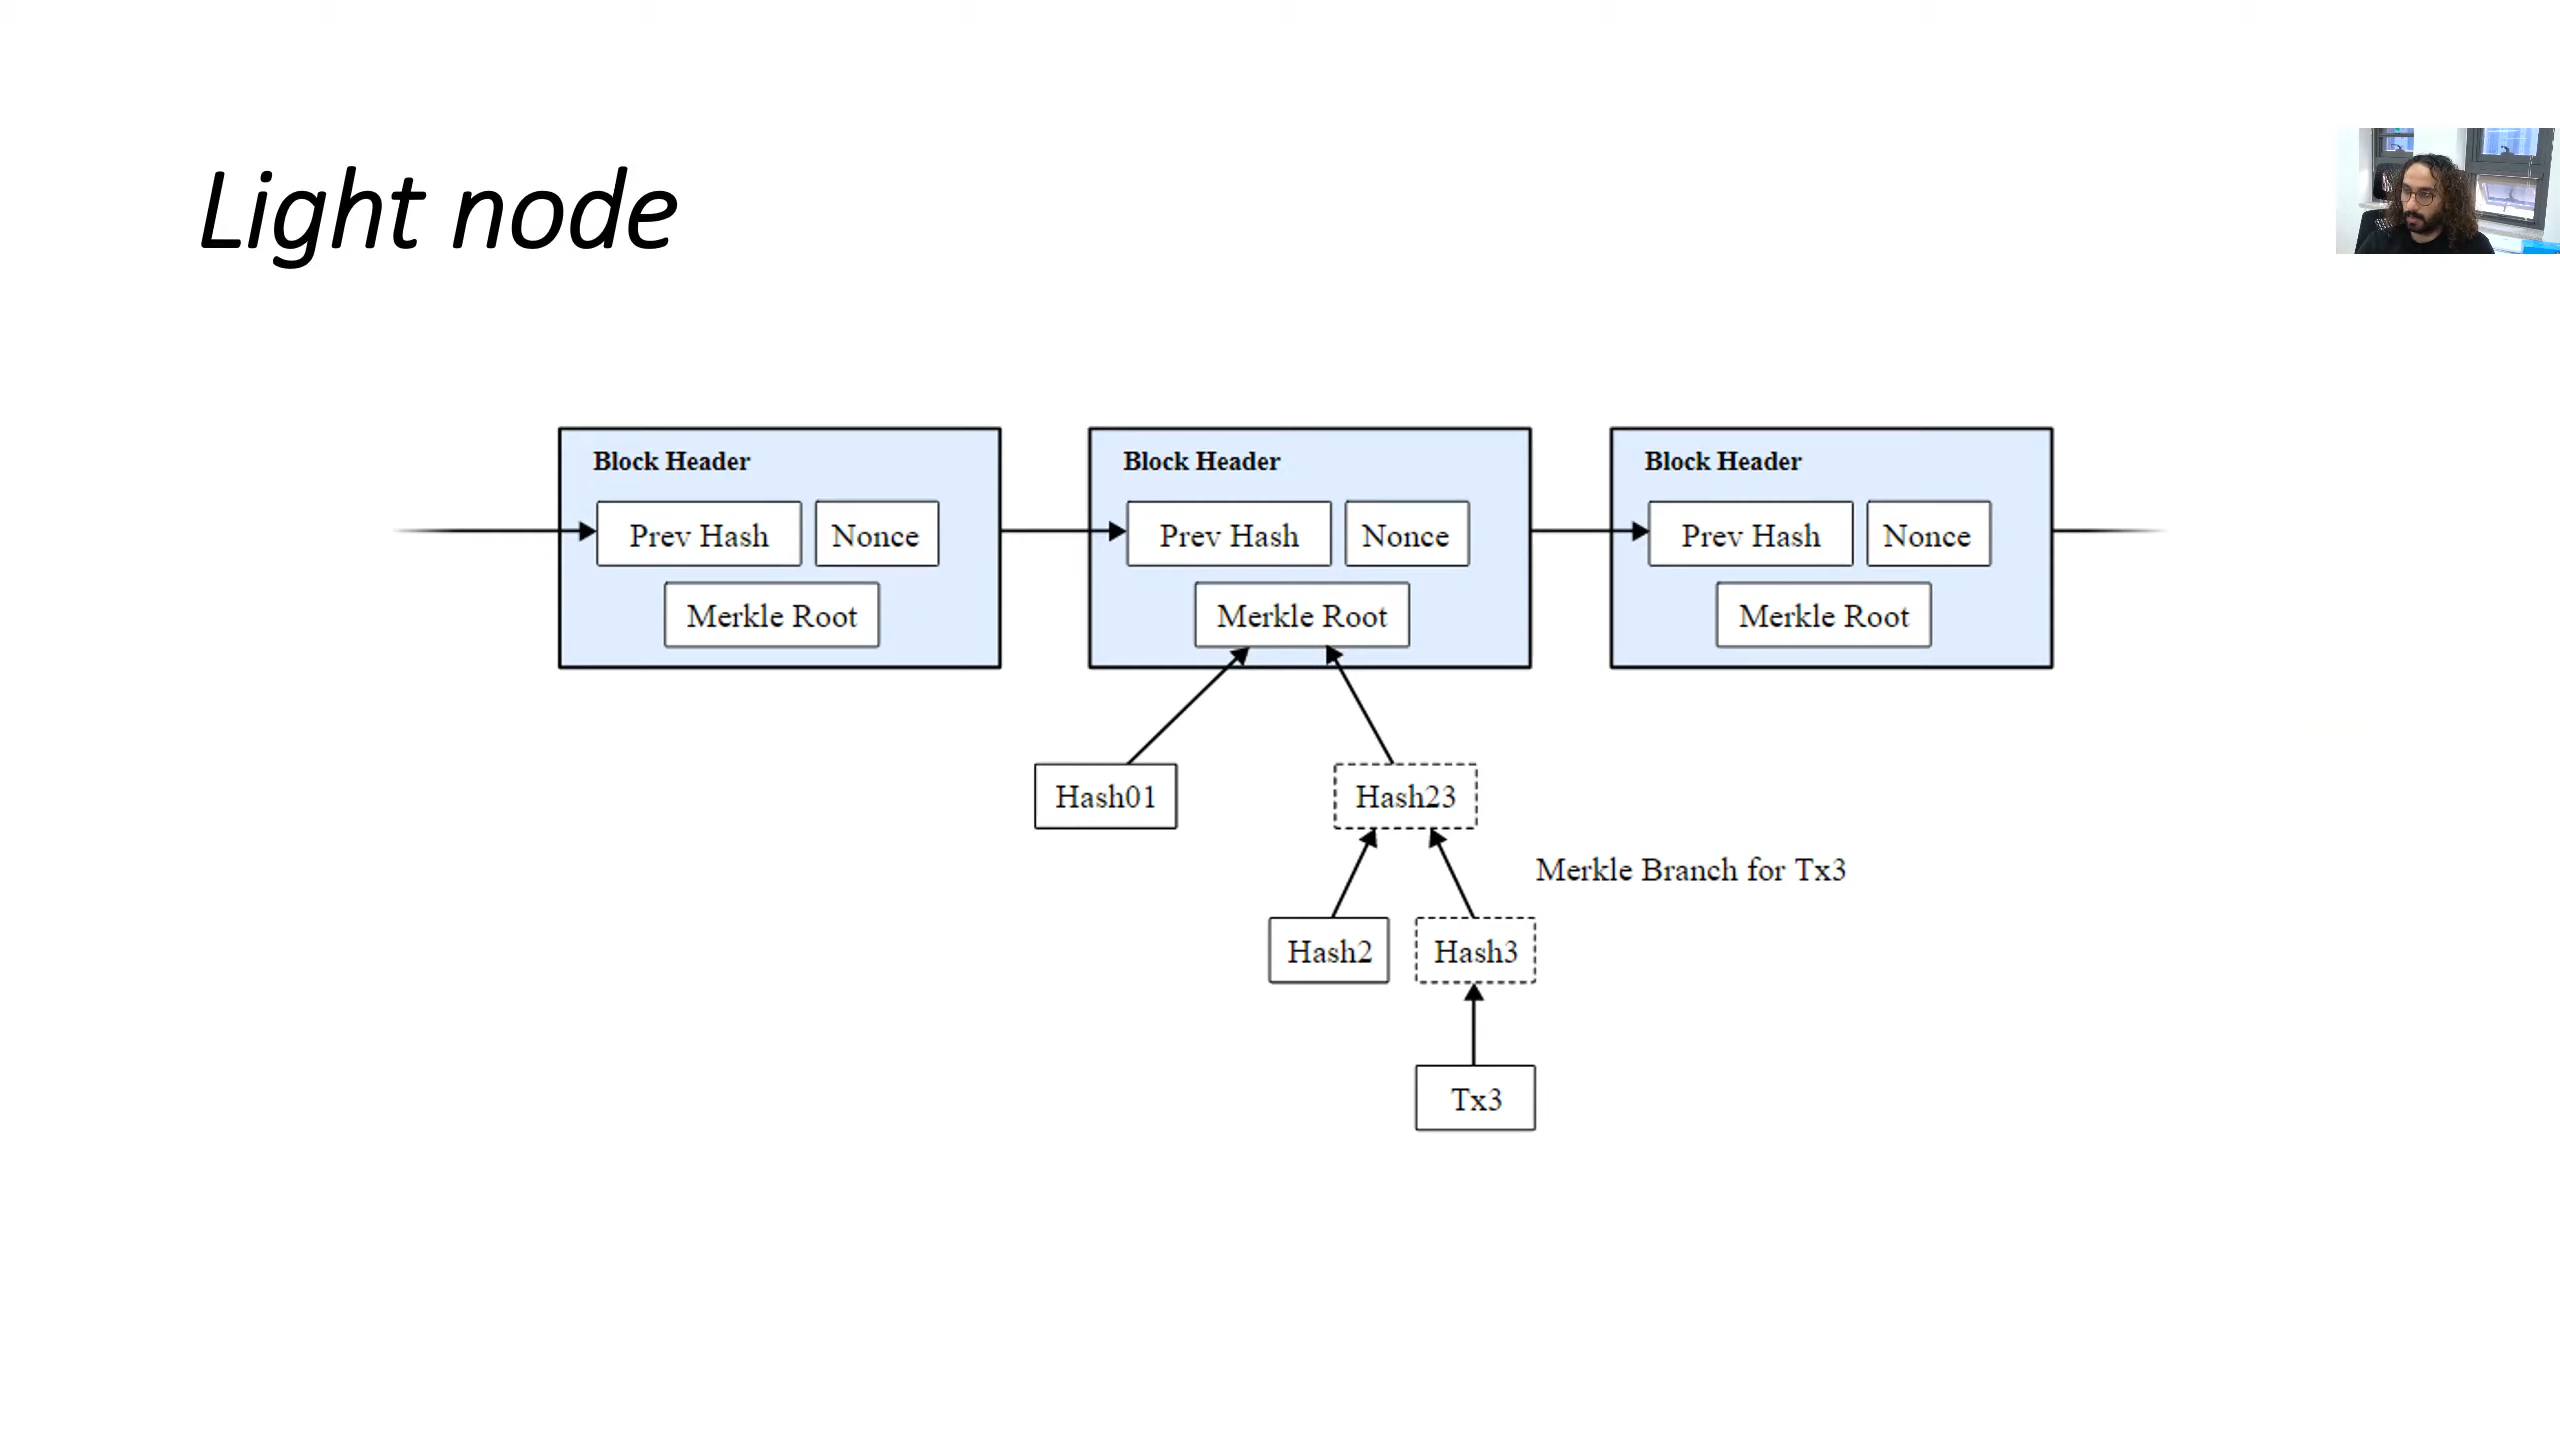 Light node
Block Header
Prev Hash Nonce
Merkle Root
Block Header
Prev Hash Nonce
Merkle Root
Block Header
Prev Hash Nonce
Merkle Root
Hash01 Hash23
Merkle Branch for Tx3
Hash2 Hash3
Tx3